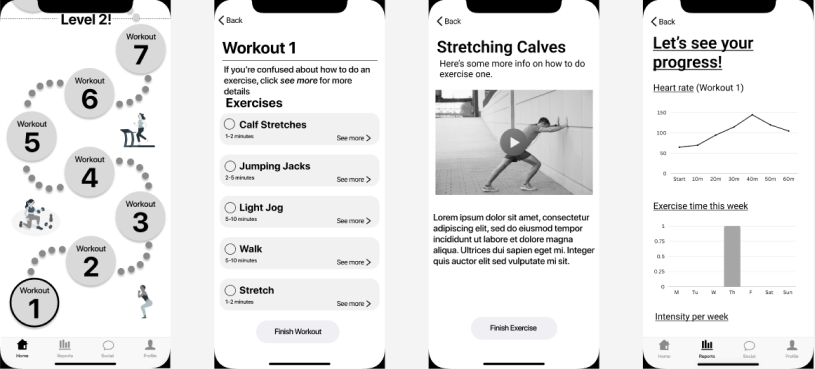 Level 2!
Workout
7
Workout
6
Workout
5
Workout
4
Workout
3
Workout
2
Workout
1
Home
Reports
Social
Profile
Back
Workout 1
If you're confused about how to do an
exercise, click see more for more
details
Exercises
Calf Stretches
1-2 minutes
See more
Jumping Jacks
2-5 minutes
See more
Light Jog
5-10 minutes
See more
Walk
5-10 minutes
See more
Stretch
1-2 minutes
See more
Finish Workout
Back
Stretching Calves
Here's some more info on how to do
exercise one.
Lorem ipsum dolor sit amet, consectetur
adipiscing elit, sed do eiusmod tempor
incididunt ut labore et dolore magna
aliqua. Ultrices dui sapien eget mi. Integer
quis auctor elit sed vulputate mi sit.
Finish Exercise
Back
Let's see your
progress!
Heart rate (Workout 1)
150
100
50
0
Start 10m 20m 30m 40m 50m 60m
Exercise time this week
1
0.75
0.5
0.25
0
M Tu W Th F Sat Sun
Intensity per week
Home
Reports
Social
Profile